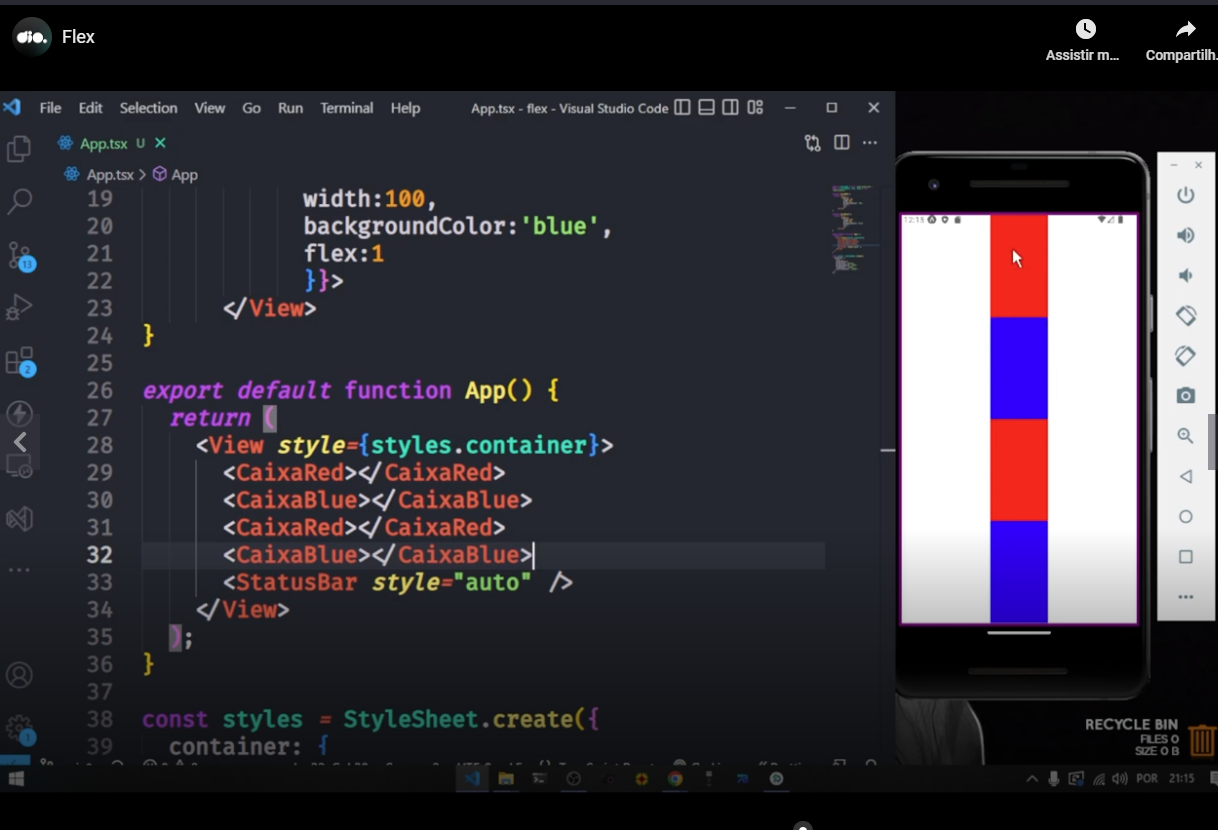 dio.
Flex
Assistir m...
Compartilh.
File Edit Selection View Go Run Terminal Help
App.tsx - flex - Visual Studio Code
App.tsx U
App.tsx > App
19 width:100,
20 backgroundColor:'blue',
21 flex:1
22 }}>
23 </View>
24 }
25
26 export default function App() {
27 return (
28 <View style={styles.container}>
29 <CaixaRed></CaixaRed>
30 <CaixaBlue></CaixaBlue>
31 <CaixaRed></CaixaRed>
32 <CaixaBlue></CaixaBlue>
33 <StatusBar style="auto" />
34 </View>
35 );
36 }
37
38 const styles = StyleSheet.create({
39 container: {
13
2
1
12:15
RECYCLE BIN
FILES 0
SIZE 0 B
POR 21:15